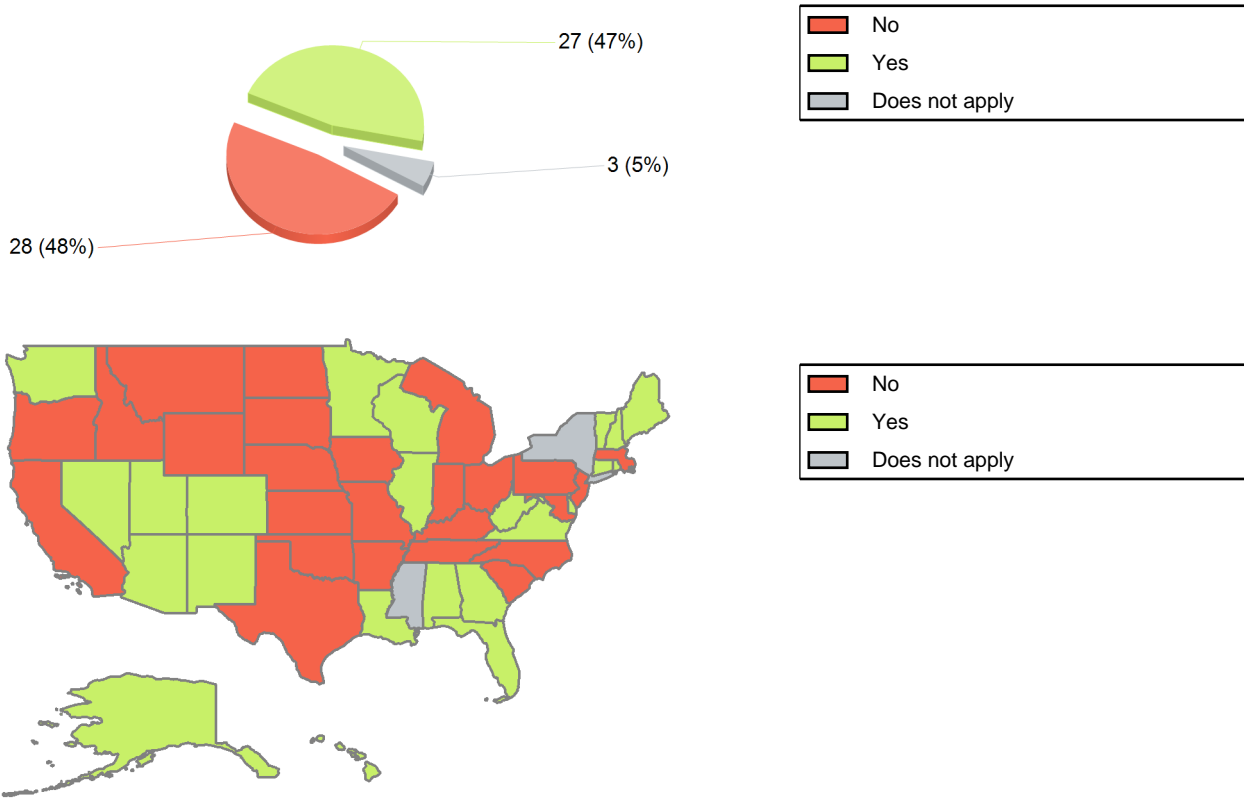 27 (47%)
3 (5%)
28 (48%)
No
Yes
Does not apply
No
Yes
Does not apply